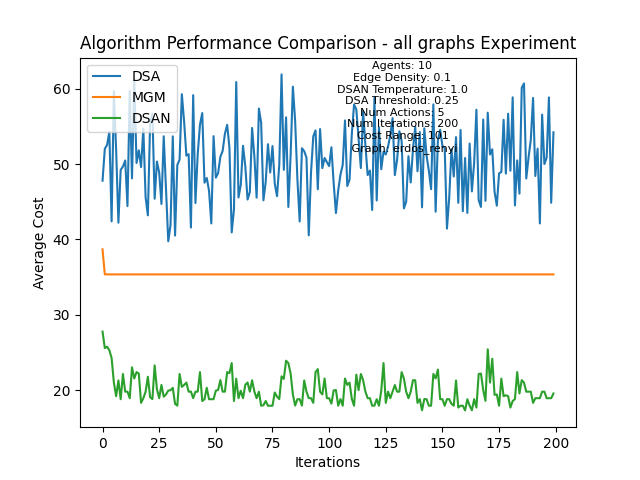 Algorithm Performance Comparison - all graphs Experiment
DSA
MGM
DSAN
Agents: 10
Edge Density: 0.1
DSAN Temperature: 1.0
DSA Threshold: 0.25
Num Actions: 5
Num Iterations: 200
Cost Range: 101
Graph: erdos_renyi
Average Cost
60
50
40
30
20
0 25 50 75 100 125 150 175 200
Iterations